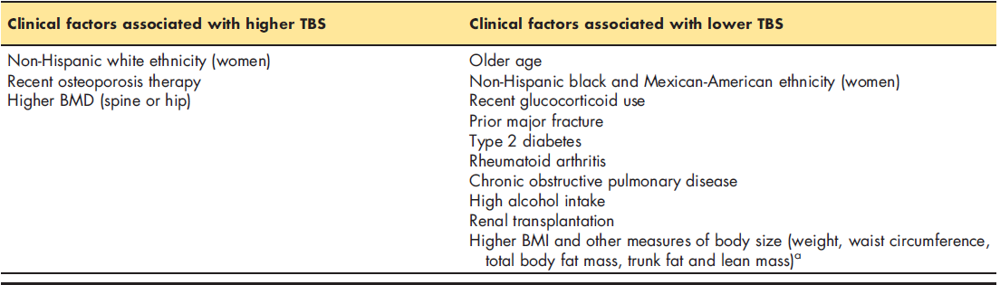 Clinical factors associated with higher TBS
Clinical factors associated with lower TBS
Non-Hispanic white ethnicity (women)
Recent osteoporosis therapy
Higher BMD (spine or hip)
Older age
Non-Hispanic black and Mexican-American ethnicity (women)
Recent glucocorticoid use
Prior major fracture
Type 2 diabetes
Rheumatoid arthritis
Chronic obstructive pulmonary disease
High alcohol intake
Renal transplantation
Higher BMI and other measures of body size (weight, waist circumference,
total body fat mass, trunk fat and lean mass)a